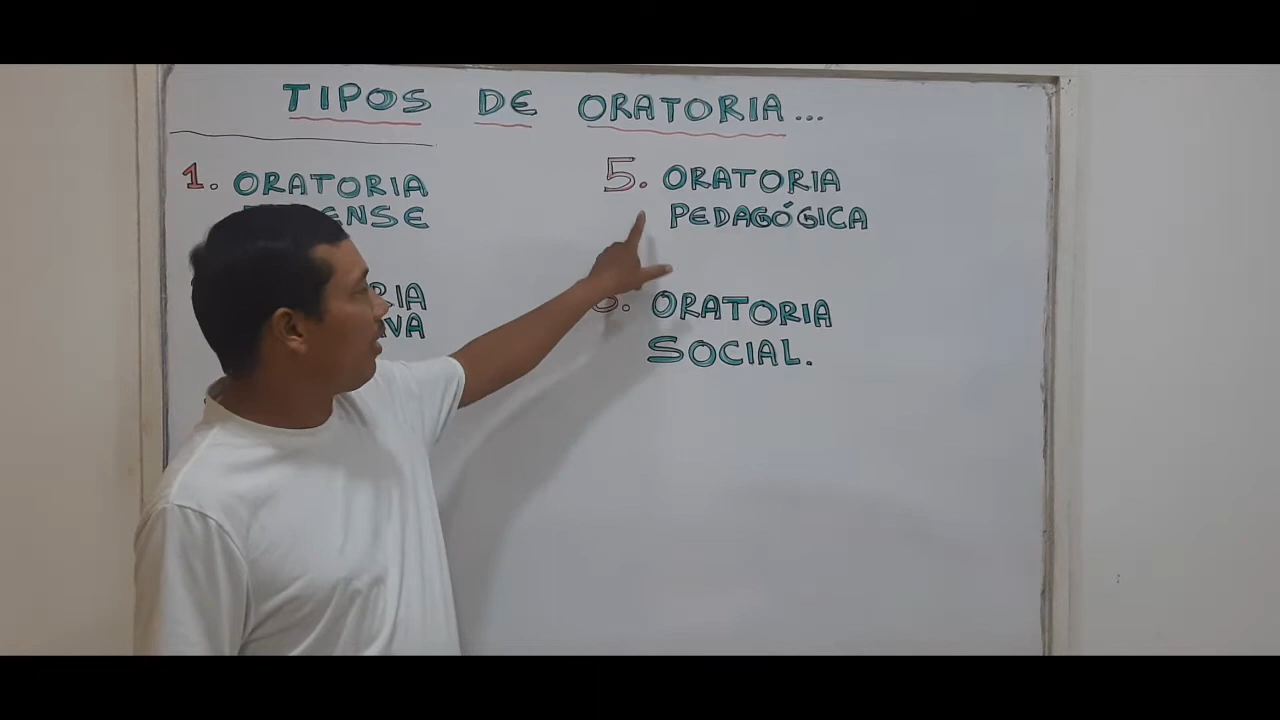 TIPOS DE ORATORIA...
1. ORATORIA
5. ORATORIA
PEDAGÓGICA
ORATORIA
SOCIAL.